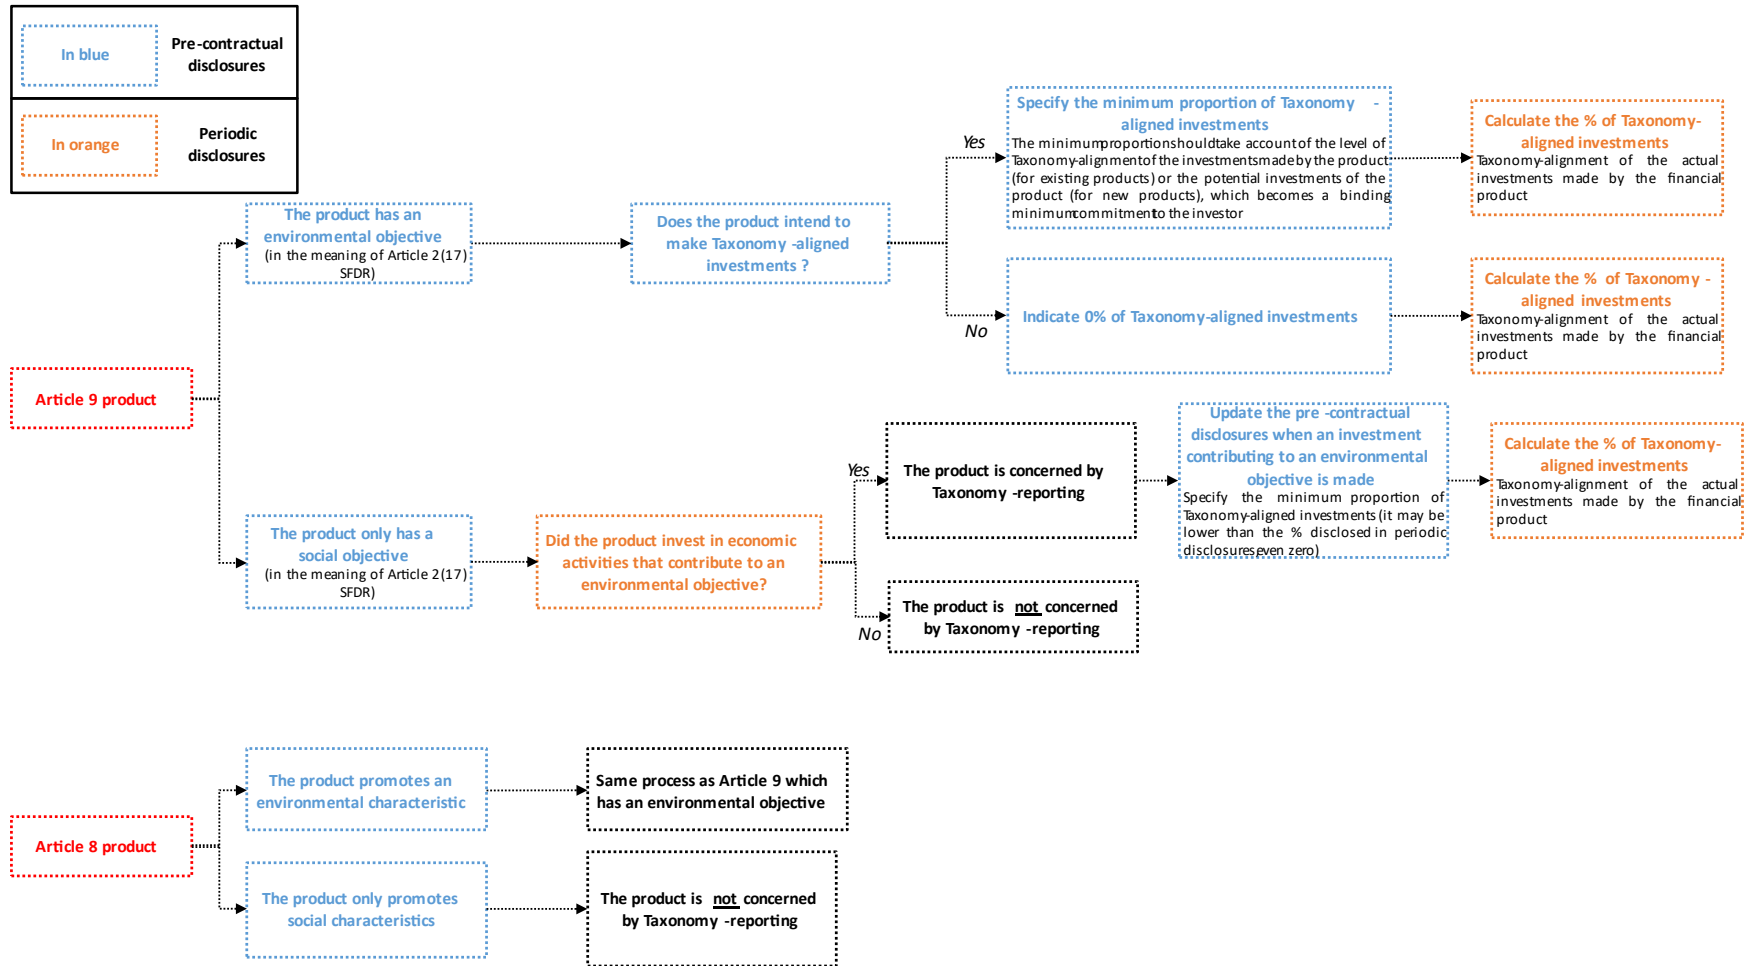 In blue
Pre-contractual
disclosures
In orange
Periodic
disclosures
The product has an
environmental objective
(in the meaning of Article 2(17)
SFDR)
Does the product intend to
make Taxonomy -aligned
investments ?
Yes
Specify the minimum proportion of Taxonomy -
aligned investments
The minimum proportion should take account of the level of
Taxonomy-alignment of the investments made by the product
(for existing products) or the potential investments of the
product (for new products), which becomes a binding
minimum commitment to the investor
Calculate the % of Taxonomy-
aligned investments
Taxonomy-alignment of the actual
investments made by the financial
product
No
Indicate 0% of Taxonomy-aligned investments
Calculate the % of Taxonomy -
aligned investments
Taxonomy-alignment of the actual
investments made by the financial
product
Article 9 product
The product only has a
social objective
(in the meaning of Article 2(17)
SFDR)
Did the product invest in economic
activities that contribute to an
environmental objective?
Yes
The product is concerned by
Taxonomy -reporting
Update the pre -contractual
disclosures when an investment
contributing to an environmental
objective is made
Specify the minimum proportion of
Taxonomy-aligned investments (it may be
lower than the % disclosed in periodic
disclosures, even zero)
Calculate the % of Taxonomy-
aligned investments
Taxonomy-alignment of the actual
investments made by the financial
product
No
The product is not concerned
by Taxonomy -reporting
Article 8 product
The product promotes an
environmental characteristic
Same process as Article 9 which
has an environmental objective
The product only promotes
social characteristics
The product is not concerned
by Taxonomy -reporting